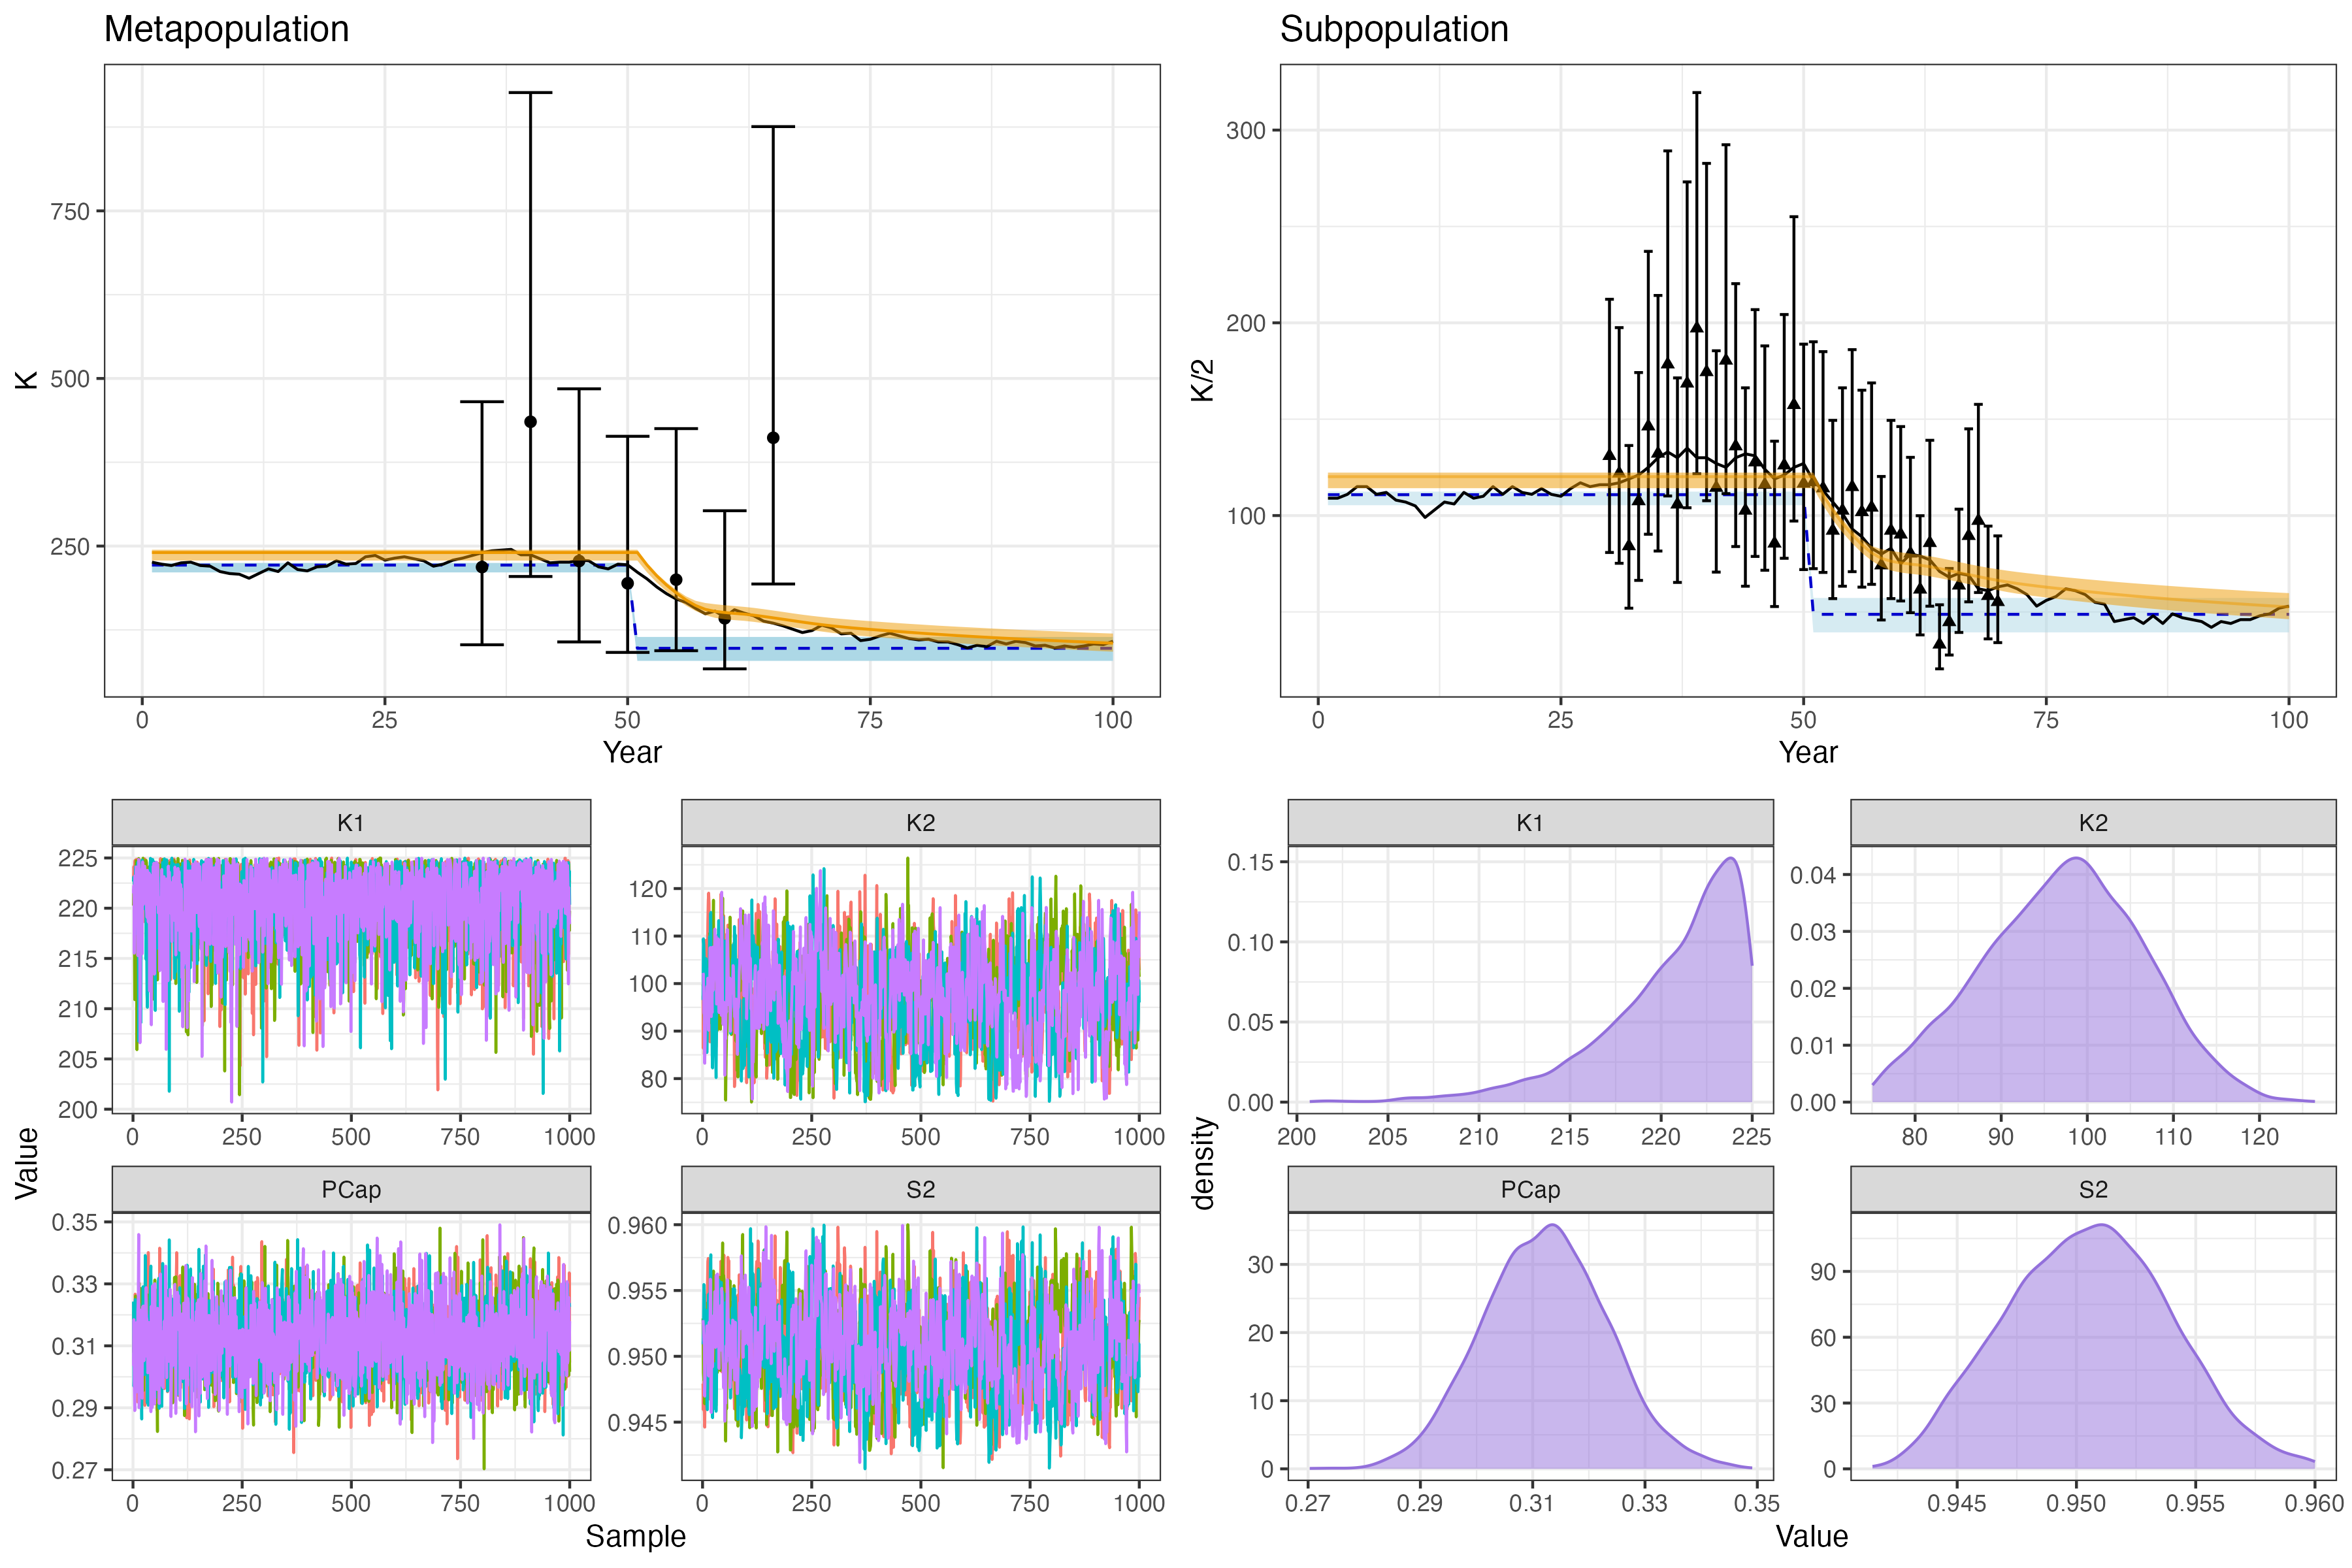 Metapopulation
K
750
500
250
0 25 50 75 100
Year
Subpopulation
K/2
300
200
100
0 25 50 75 100
Year
Value
K1
225
220
215
210
205
200
0 250 500 750 1000
K2
120
110
100
90
80
0 250 500 750 1000
PCap
0.35
0.33
0.31
0.29
0.27
0 250 500 750 1000
S2
0.960
0.955
0.950
0.945
0 250 500 750 1000
Sample
density
K1
0.15
0.10
0.05
0.00
200 205 210 215 220 225
K2
0.04
0.03
0.02
0.01
0.00
80 90 100 110 120
PCap
30
20
10
0
0.27 0.29 0.31 0.33 0.35
S2
90
60
30
0
0.945 0.950 0.955 0.960
Value